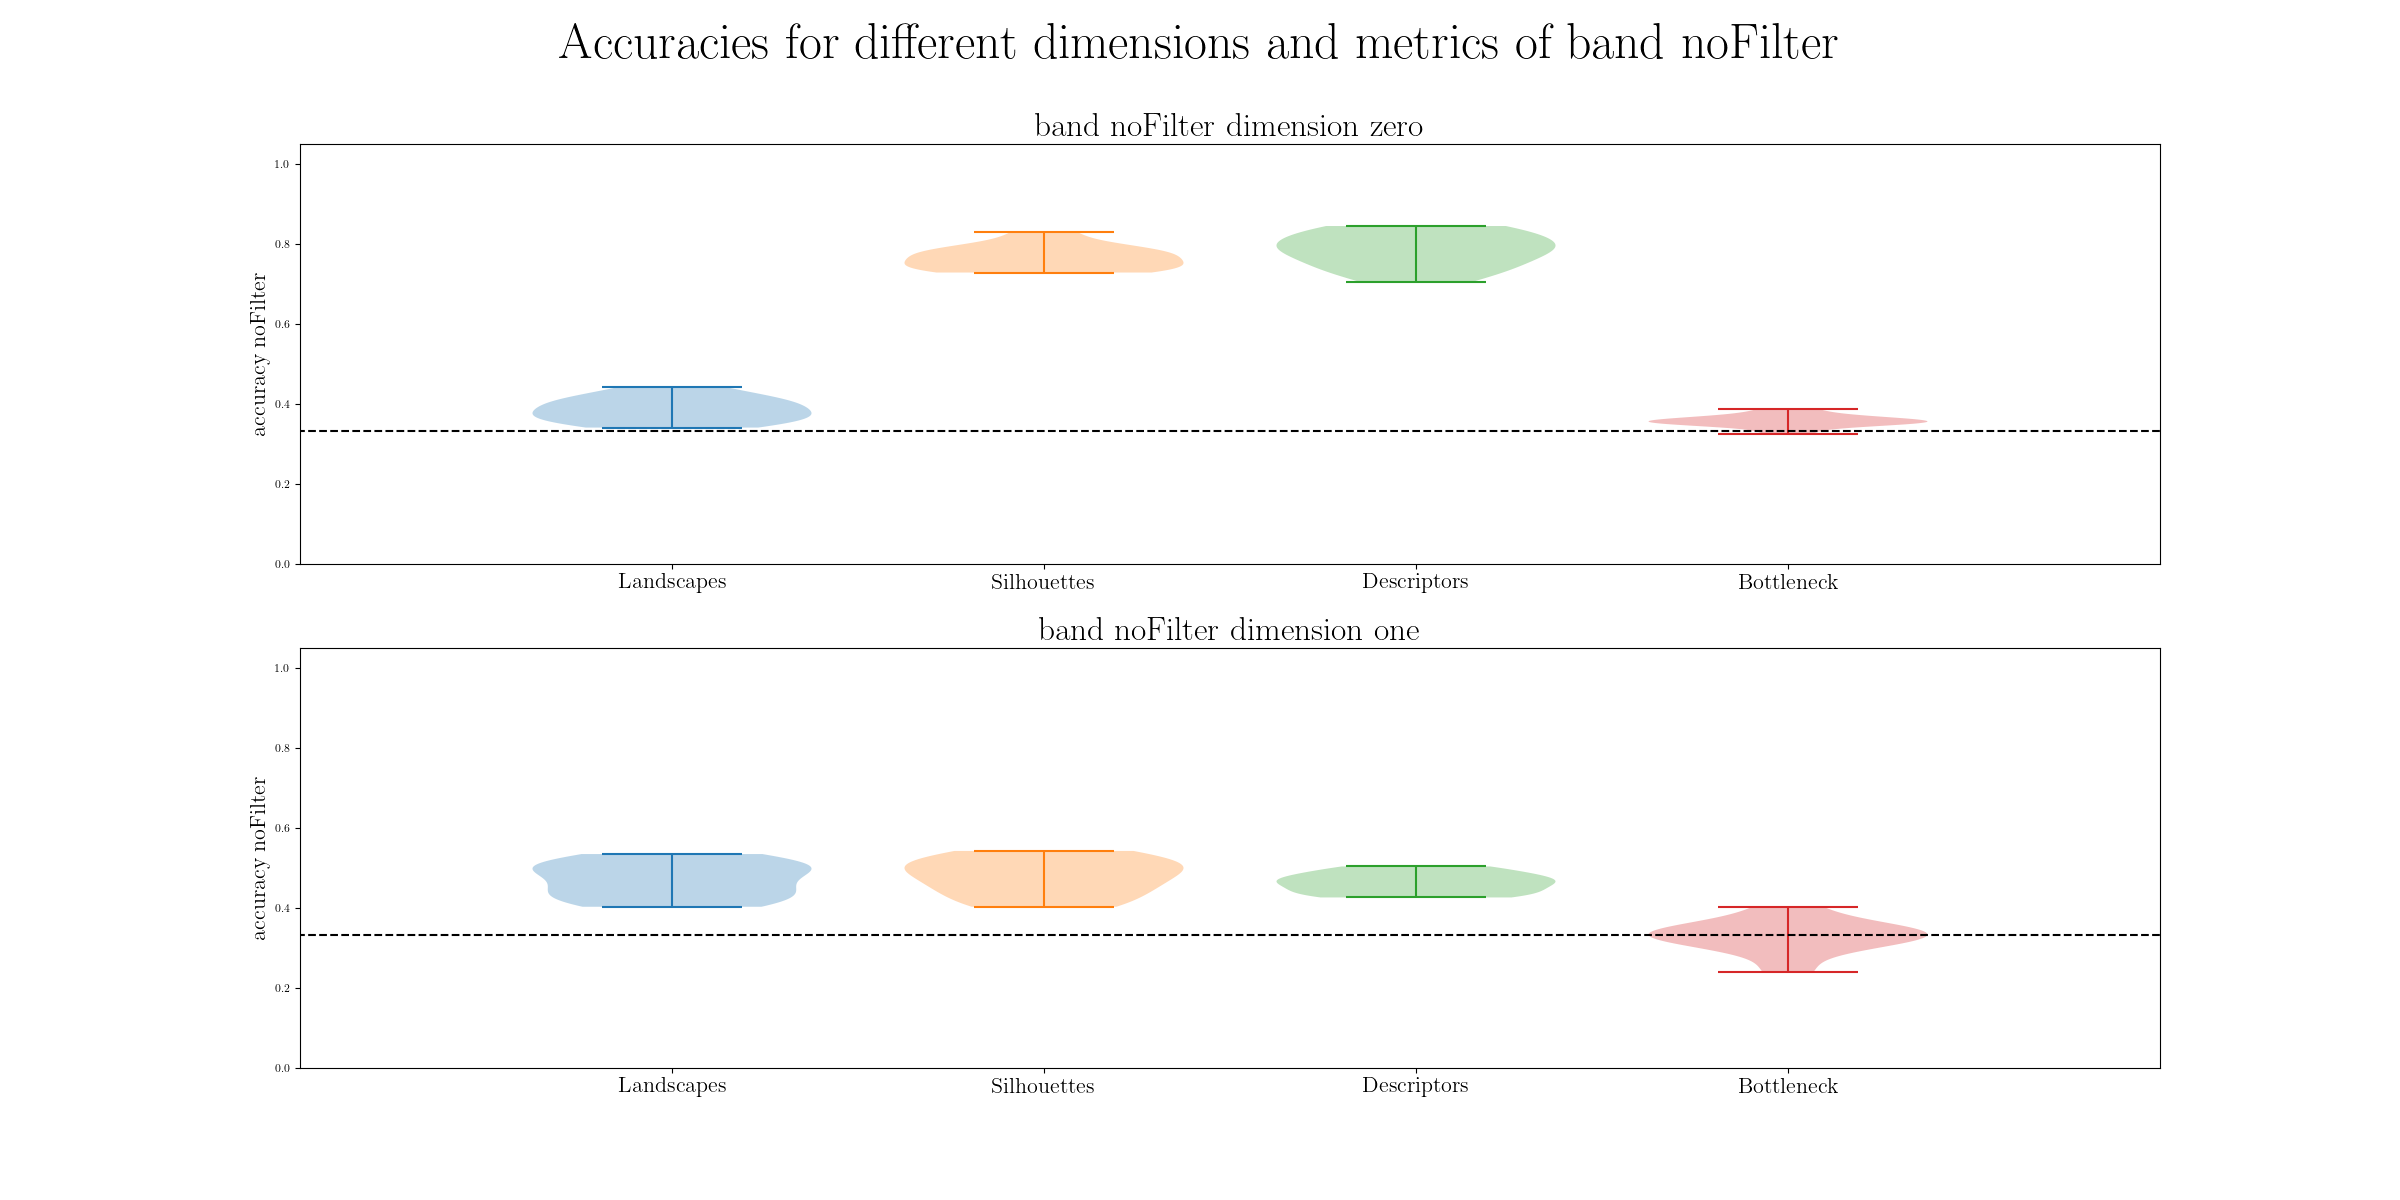 Accuracies for different dimensions and metrics of band noFilter
band noFilter dimension zero
accuracy noFilter
1.0
0.8
0.6
0.4
0.2
0.0
Landscapes Silhouettes Descriptors Bottleneck
band noFilter dimension one
accuracy noFilter
1.0
0.8
0.6
0.4
0.2
0.0
Landscapes Silhouettes Descriptors Bottleneck